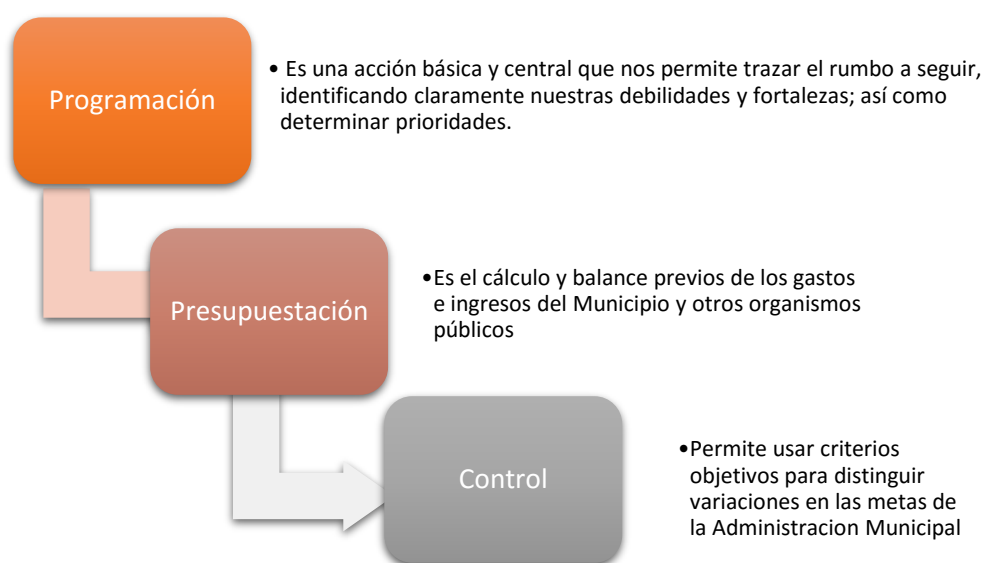 Programación
• Es una acción básica y central que nos permite trazar el rumbo a seguir,
identificando claramente nuestras debilidades y fortalezas; así como
determinar prioridades.
Presupuestación
•Es el cálculo y balance previos de los gastos
e ingresos del Municipio y otros organismos
públicos
Control
•Permite usar criterios
objetivos para distinguir
variaciones en las metas de
la Administracion Municipal